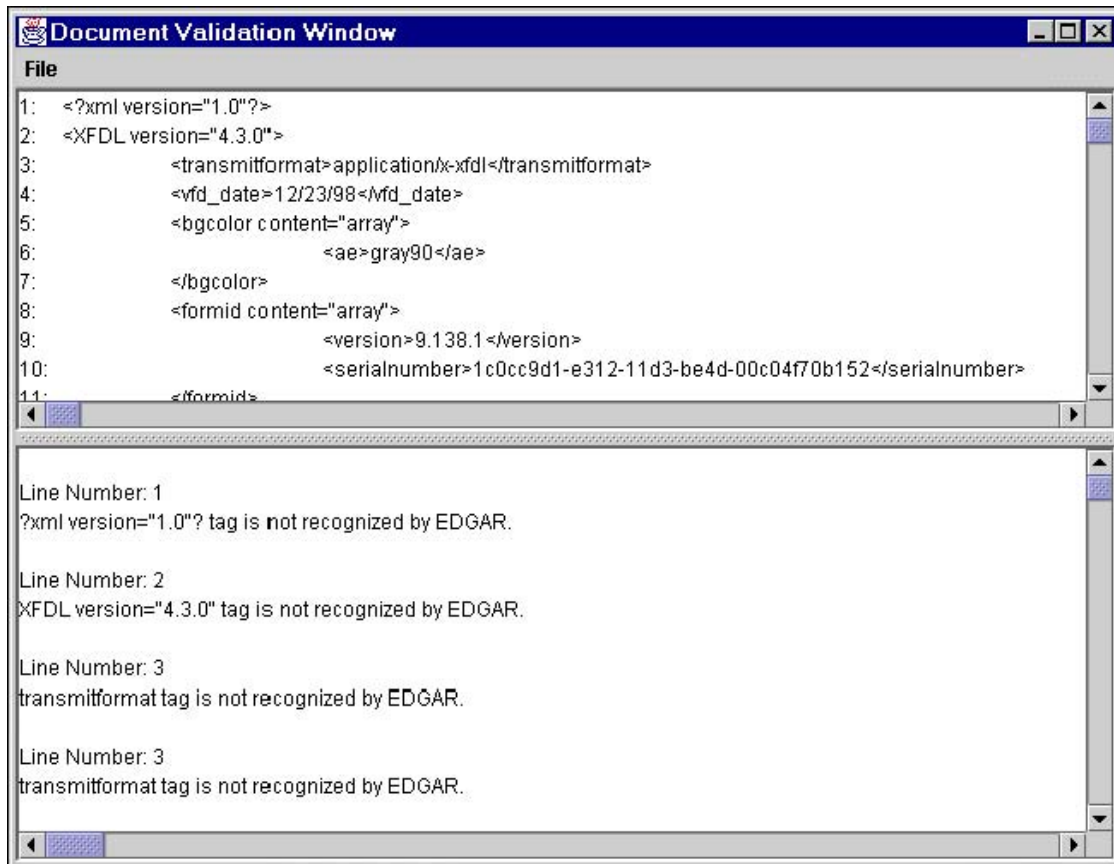 Document Validation Window
File
1: <?xml version="1.0"?>
2: <XFDL version="4.3.0">
3: <transmitformat>application/x-xfdl</transmitformat>
4: <vfd_date>12/23/98</vfd_date>
5: <bgcolor content="array">
6: <ae>gray90</ae>
7: </bgcolor>
8: <formid content="array">
9: <version>9.138.1</version>
10: <serialnumber>1c0cc9d1-e312-11d3-be4d-00c04f70b152</serialnumber>
11: </formid>
Line Number: 1
?xml version="1.0"? tag is not recognized by EDGAR.
Line Number: 2
XFDL version="4.3.0" tag is not recognized by EDGAR.
Line Number: 3
transmitformat tag is not recognized by EDGAR.
Line Number: 3
transmitformat tag is not recognized by EDGAR.